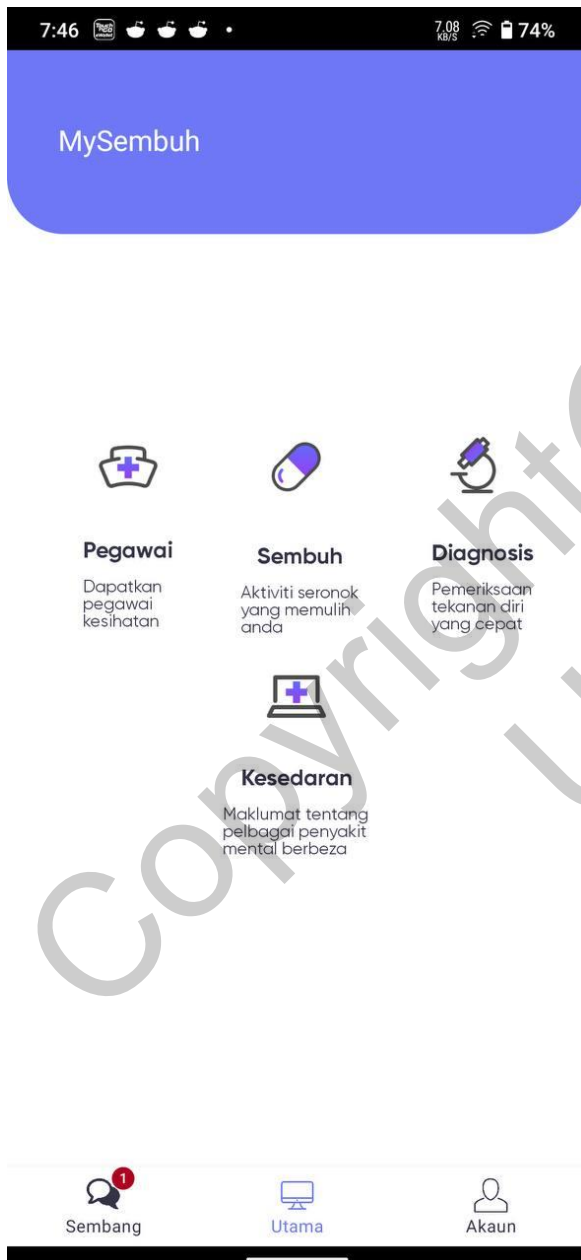 7:46
7.08
KB/S
74%
MySembuh
Pegawai
Dapatkan
pegawai
kesihatan
Sembuh
Aktiviti seronok
yang memulih
anda
Diagnosis
Pemeriksaan
tekanan diri
yang cepat
Kesedaran
Maklumat tentang
pelbagai penyakit
mental berbeza
Copyright
1
Sembang
Utama
Akaun